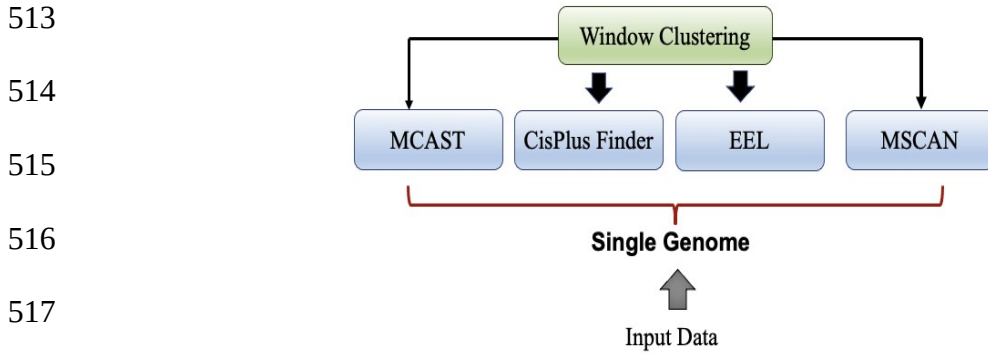 513
Window Clustering
514
MCAST CisPlus Finder EEL MSCAN
515
516
Single Genome
517
Input Data